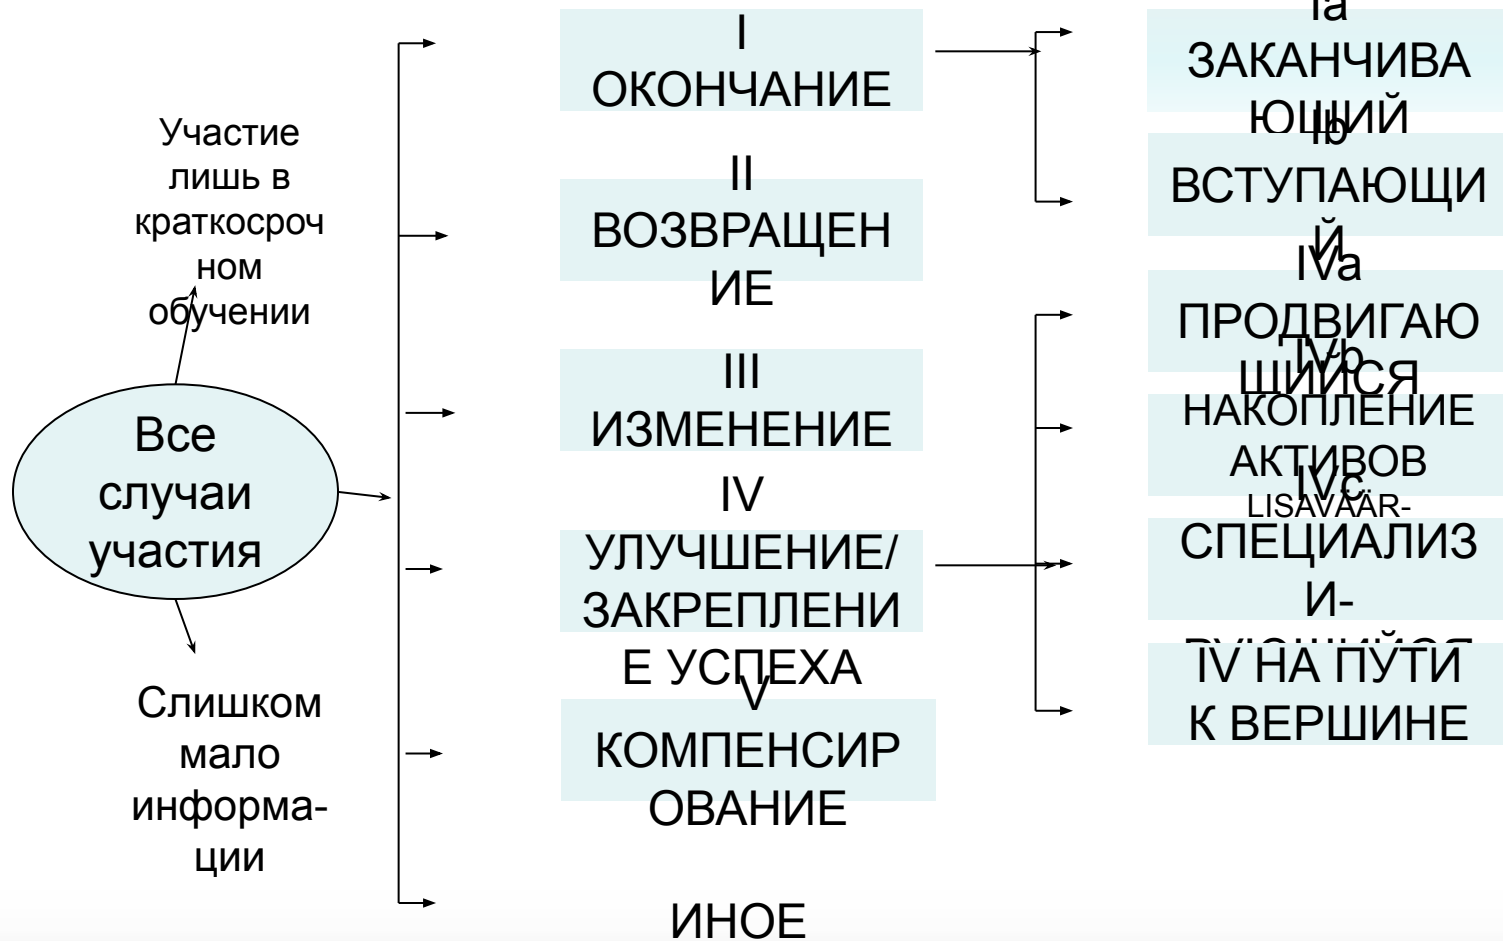 Участие
лишь в
краткосроч
ном
обучении
Все
случаи
участия
Слишком
мало
информа-
ции
I
ОКОНЧАНИЕ
II
ВОЗВРАЩЕН
ИЕ
III
ИЗМЕНЕНИЕ
IV
УЛУЧШЕНИЕ/
ЗАКРЕПЛЕНИ
Е УСПЕХА
V
КОМПЕНСИР
ОВАНИЕ
ИНОЕ
Ia
ЗАКАНЧИВА
ЮЩИЙ
Ib
ВСТУПАЮЩИ
Й
IVa
ПРОДВИГАЮ
ЩИЙСЯ
IVb
НАКОПЛЕНИЕ
АКТИВОВ
LISAVÄÄR-
IVc
СПЕЦИАЛИЗ
И-
РУЮЩИЙСЯ
IV НА ПУТИ
К ВЕРШИНЕ